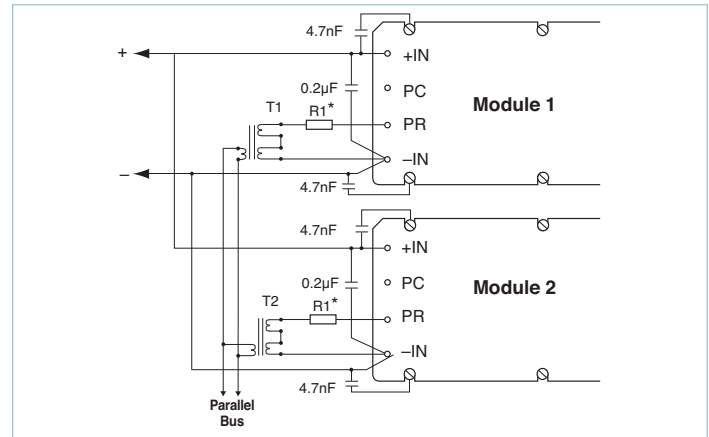 4.7nF
+
+IN
0.2µF
PC
Module 1
T1
R1*
PR
–IN
–
4.7nF
4.7nF
+IN
0.2µF
PC
Module 2
T2
R1*
PR
–IN
4.7nF
Parallel
Bus